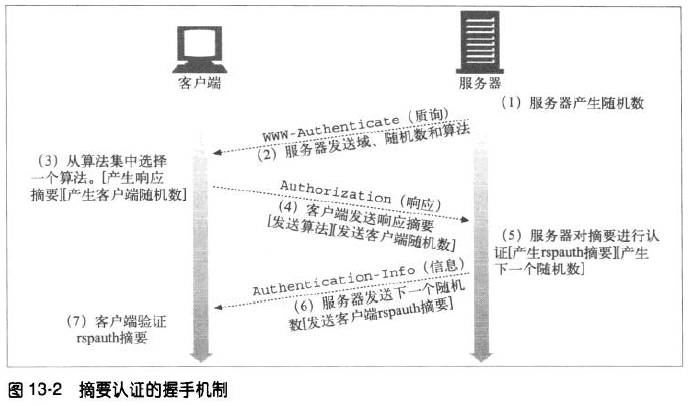 客户端
服务器
(1) 服务器产生随机数
WWW-Authenticate (质询)
(2) 服务器发送域、随机数和算法
(3) 从算法集中选择
一个算法。[产生响应
摘要][产生客户端随机数]
Authorization (响应)
(4) 客户端发送响应摘要
[发送算法][发送客户端随机数]
(5) 服务器对摘要进行认
证[产生rspauth摘要][产生
下一个随机数]
Authentication-Info (信息)
(6) 服务器发送下一个随机
数[发送客户端rspauth摘要]
(7) 客户端验证
rspauth摘要
图 13-2 摘要认证的握手机制